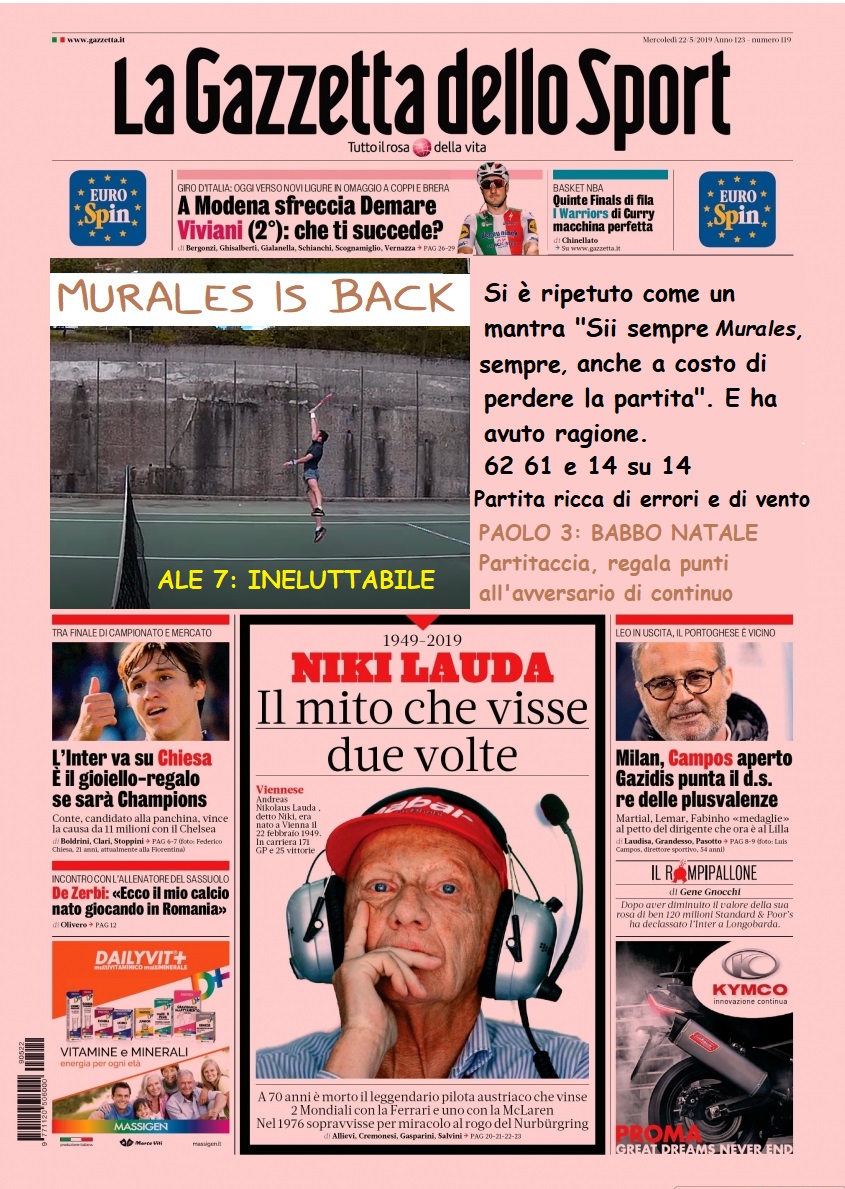 www.gazzetta.it
Mercoledì 22/5/2019 Anno 123 - numero 119
La Gazzetta dello Sport
Tutto il rosa della vita
EURO
Spin
GIRO D'ITALIA: OGGI VERSO NOVI LIGURE IN OMAGGIO A COPPI E BRERA
A Modena sfreccia Demare
Viviani (2°): che ti succede?
di Bergonzi, Ghisalberti, Gialanella, Schianchi, Scognamiglio, Vernazza → PAG 26-29
BASKET NBA
Quinte Finals di fila
I Warriors di Curry
macchina perfetta
di Chinellato
→ Su www.gazzetta.it
EURO
Spin
MURALES IS BACK
ALE 7: INELUTTABILE
Si è ripetuto come un
mantra "Sii sempre Murales,
sempre, anche a costo di
perdere la partita". E ha
avuto ragione.
62 61 e 14 su 14
Partita ricca di errori e di vento
PAOLO 3: BABBO NATALE
Partitaccia, regala punti
all'avversario di continuo
TRA FINALE DI CAMPIONATO E MERCATO
L'Inter va su Chiesa
È il gioiello-regalo
se sarà Champions
Conte, candidato alla panchina, vince
la causa da 11 milioni con il Chelsea
di Boldrini, Clari, Stoppini → PAG 6-7 (foto: Federico
Chiesa, 21 anni, attualmente alla Fiorentina)
INCONTRO CON L'ALLENATORE DEL SASSUOLO
De Zerbi: «Ecco il mio calcio
nato giocando in Romania»
di Olivero → PAG 12
DAILYVIT+
multiVITAMINICO multiMINERALE
D+
VITAMINE e MINERALI
energia per ogni età
MASSIGEN
produzione italiana
Marco Viti
massigen.it
90522
9 771120 506000
1949-2019
NIKI LAUDA
Il mito che visse
due volte
Viennese
Andreas
Nikolaus Lauda ,
detto Niki, era
nato a Vienna il
22 febbraio 1949.
In carriera 171
GP e 25 vittorie
A 70 anni è morto il leggendario pilota austriaco che vinse
2 Mondiali con la Ferrari e uno con la McLaren
Nel 1976 sopravvisse per miracolo al rogo del Nurbürgring
di Allievi, Cremonesi, Gasparini, Salvini → PAG 20-21-22-23
LEO IN USCITA, IL PORTOGHESE È VICINO
Milan, Campos aperto
Gazidis punta il d.s.
re delle plusvalenze
Martial, Lemar, Fabinho «medaglie»
al petto del dirigente che ora è al Lilla
di Laudisa, Grandesso, Pasotto → PAG 8-9 (foto: Luis
Campos, direttore sportivo, 54 anni)
IL ROMPIPALLONE
di Gene Gnocchi
Dopo aver diminuito il valore della sua
rosa di ben 120 milioni Standard & Poor's
ha declassato l'Inter a Longobarda.
KYMCO
innovazione continua
PROMA
GREAT DREAMS NEVER END